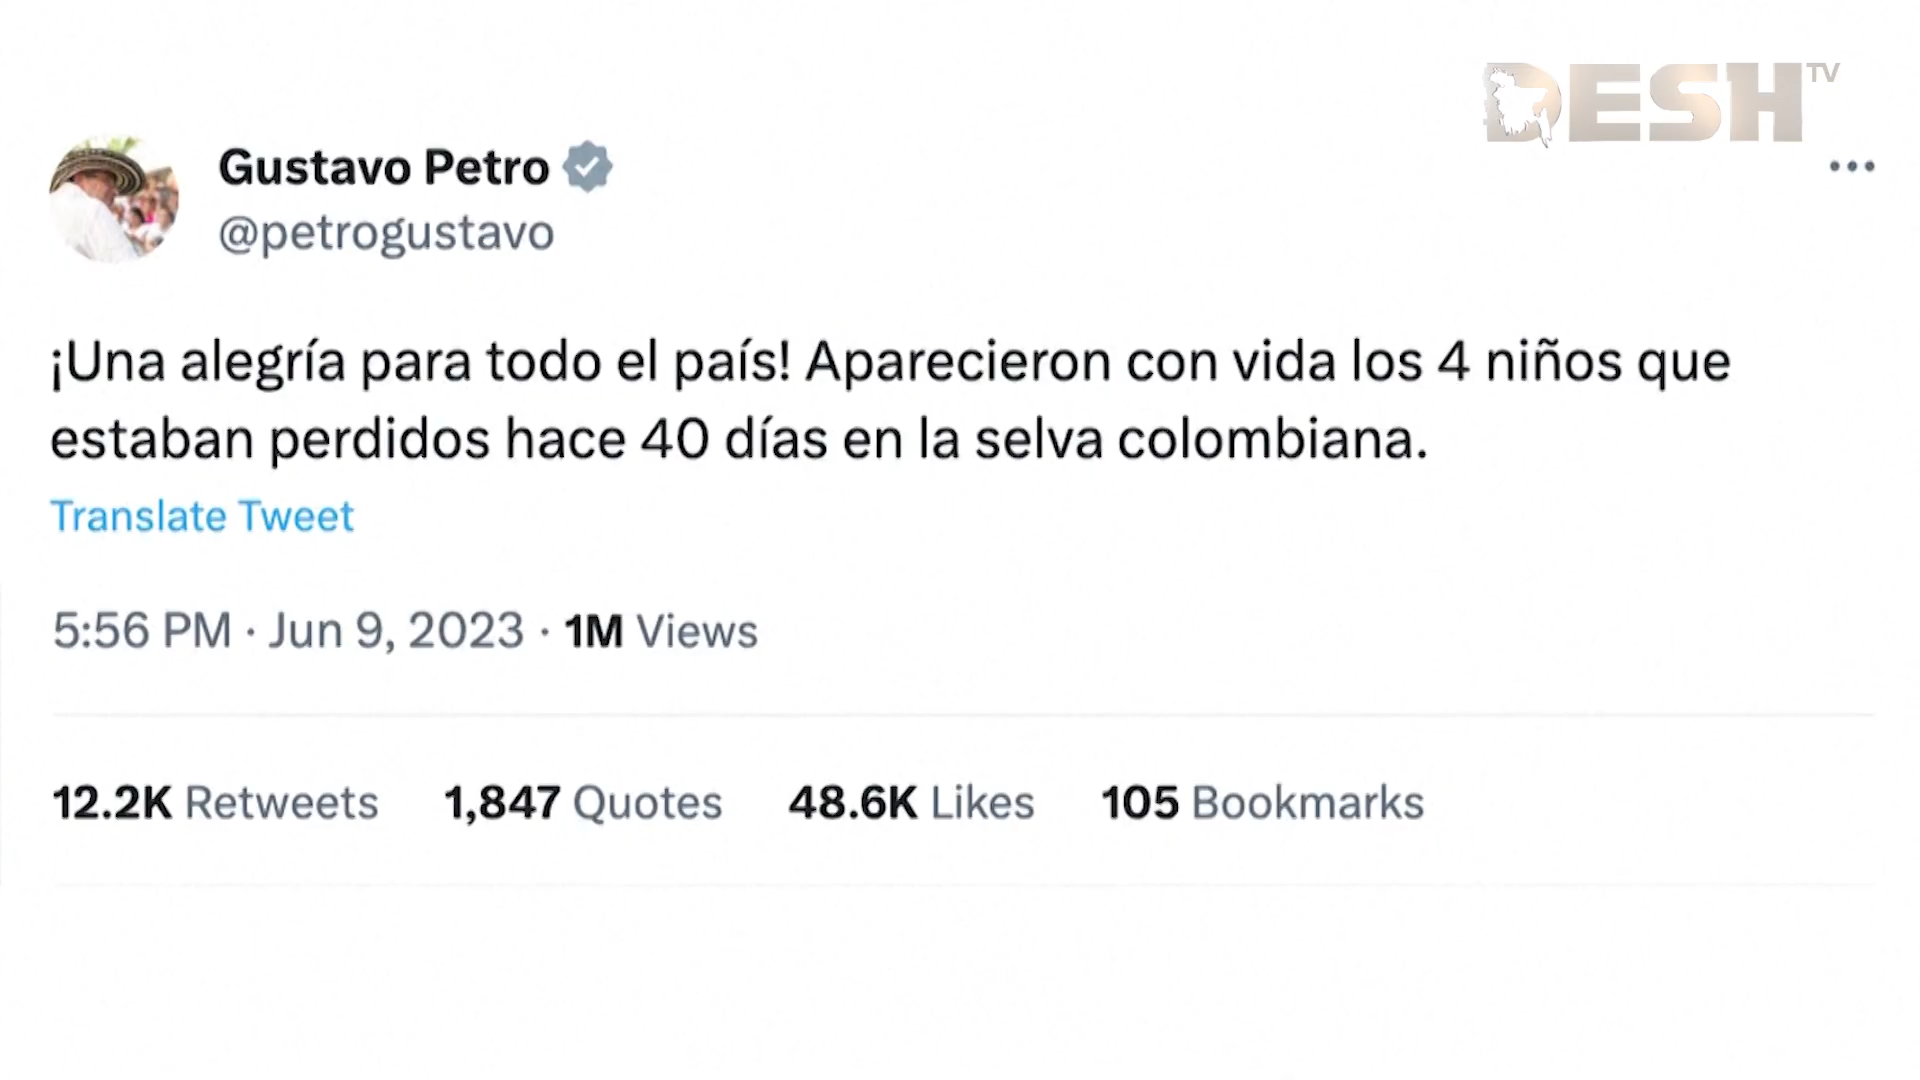 DESH TV
Gustavo Petro
@petrogustavo
¡Una alegría para todo el país! Aparecieron con vida los 4 niños que
estaban perdidos hace 40 días en la selva colombiana.
Translate Tweet
5:56 PM · Jun 9, 2023 · 1M Views
12.2K Retweets 1,847 Quotes 48.6K Likes 105 Bookmarks